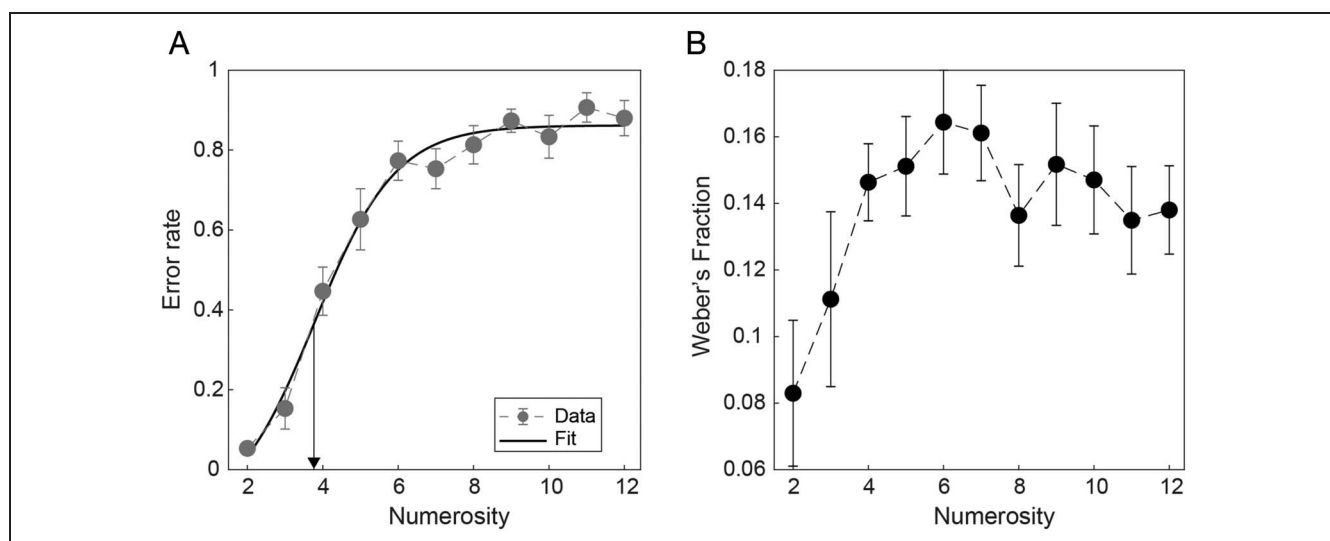 A
1
0.8
0.6
0.4
0.2
0
Error rate
2 4 6 8 10 12
Numerosity
Data
Fit
B
0.18
0.16
0.14
0.12
0.1
0.08
0.06
Weber's Fraction
2 4 6 8 10 12
Numerosity